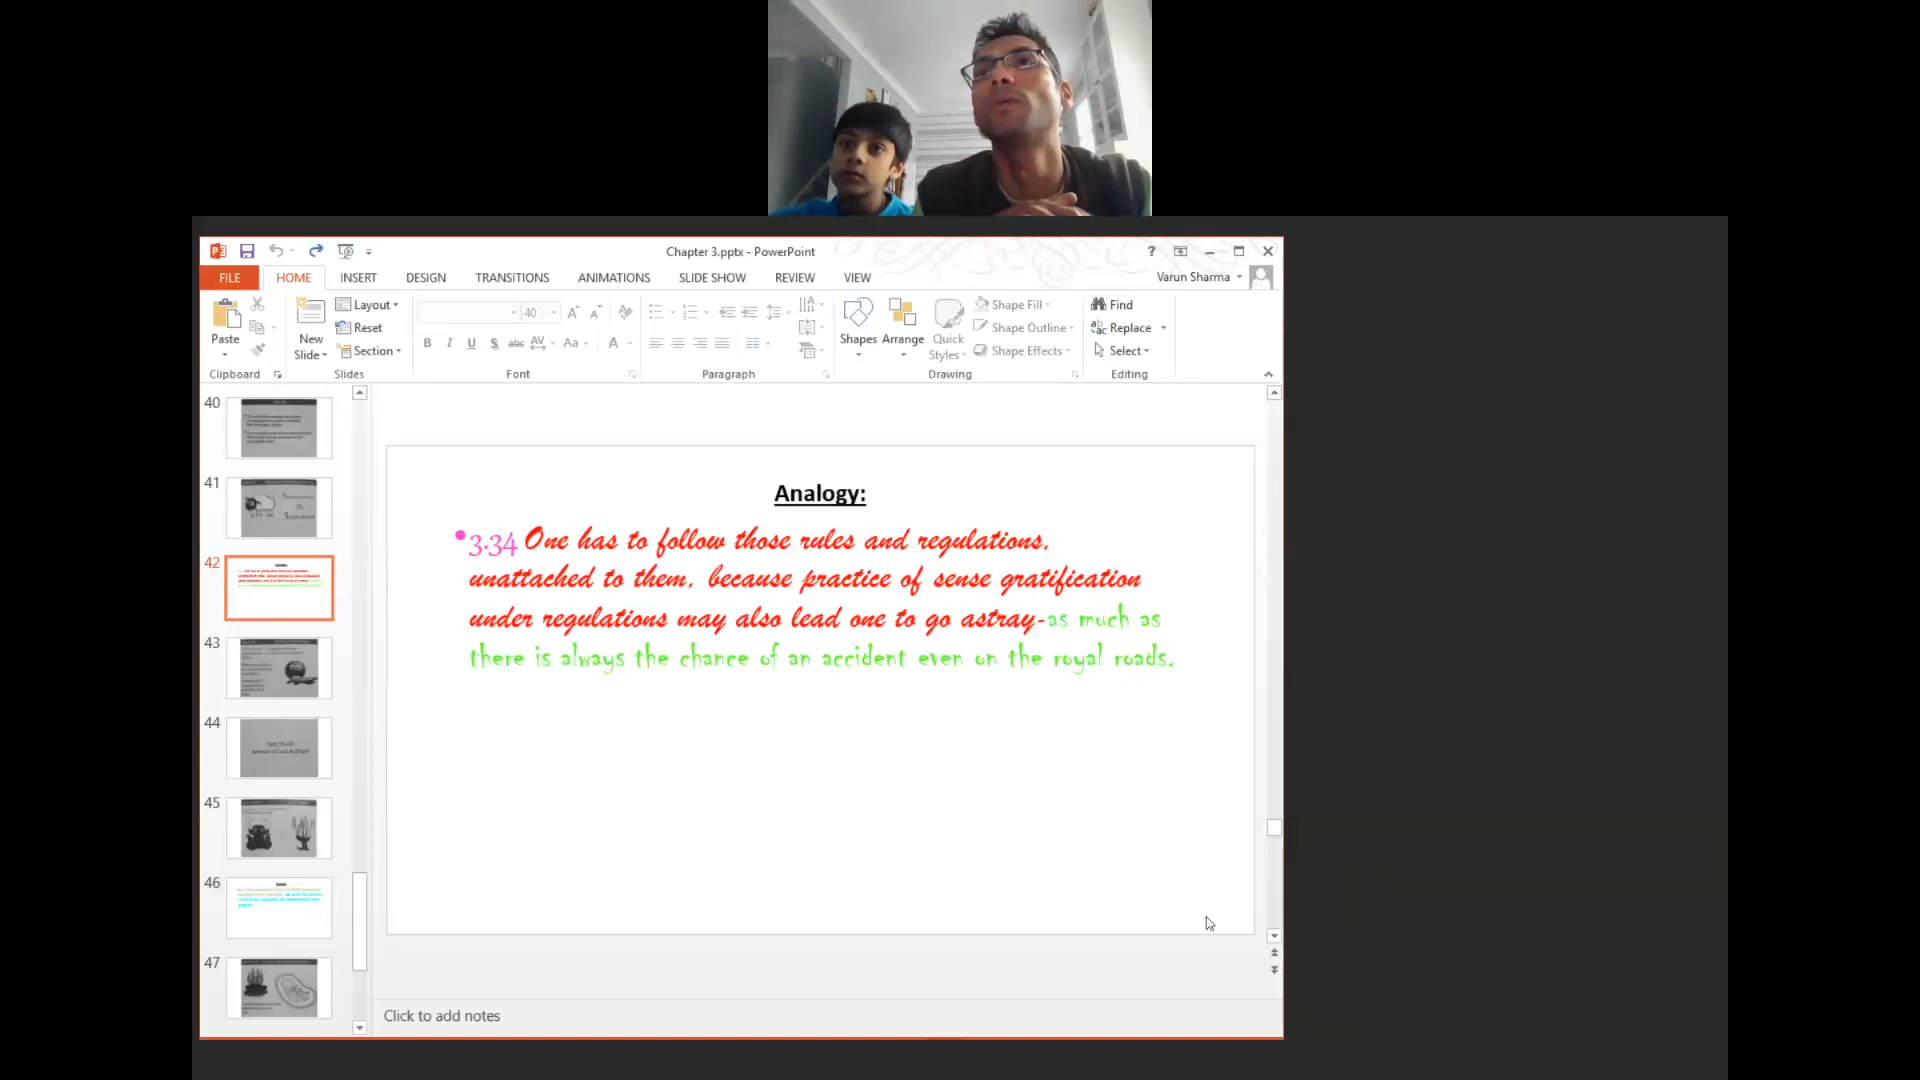 Chapter 3.pptx - PowerPoint
?
FILE HOME INSERT DESIGN TRANSITIONS ANIMATIONS SLIDE SHOW REVIEW VIEW
Varun Sharma
Paste
Clipboard
New
Slide
Layout
Reset
Section
Slides
40
B I U S abc AV Aa A
Font
Paragraph
Shapes
Arrange
Quick
Styles
Shape Fill
Shape Outline
Shape Effects
Drawing
Find
Replace
Select
Editing
40
41
42
43
44
45
46
47
Analogy:
•3.34 One has to follow those rules and regulations,
unattached to them, because practice of sense gratification
under regulations may also lead one to go astray-as much as
there is always the chance of an accident even on the royal roads.
Click to add notes